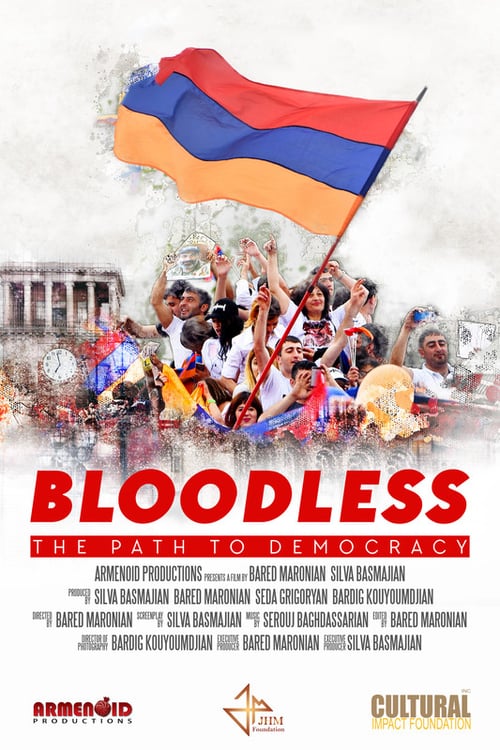 BLOODLESS
THE PATH TO DEMOCRACY
ARMENOID PRODUCTIONS PRESENTS A FILM BY BARED MARONIAN SILVA BASMAJIAN
PRODUCED BY SILVA BASMAJIAN BARED MARONIAN SEDA GRIGORYAN BARDIG KOUYOUMDJIAN
DIRECTED BY BARED MARONIAN SCREENPLAY BY SILVA BASMAJIAN MUSIC BY SEROUJ BAGHDASSARIAN EDITED BY BARED MARONIAN
DIRECTOR OF PHOTOGRAPHY BARDIG KOUYOUMDJIAN EXECUTIVE PRODUCER BARED MARONIAN EXECUTIVE PRODUCER SILVA BASMAJIAN
ARMENOID
PRODUCTIONS
JHM
Foundation
INC.
CULTURAL
IMPACT FOUNDATION